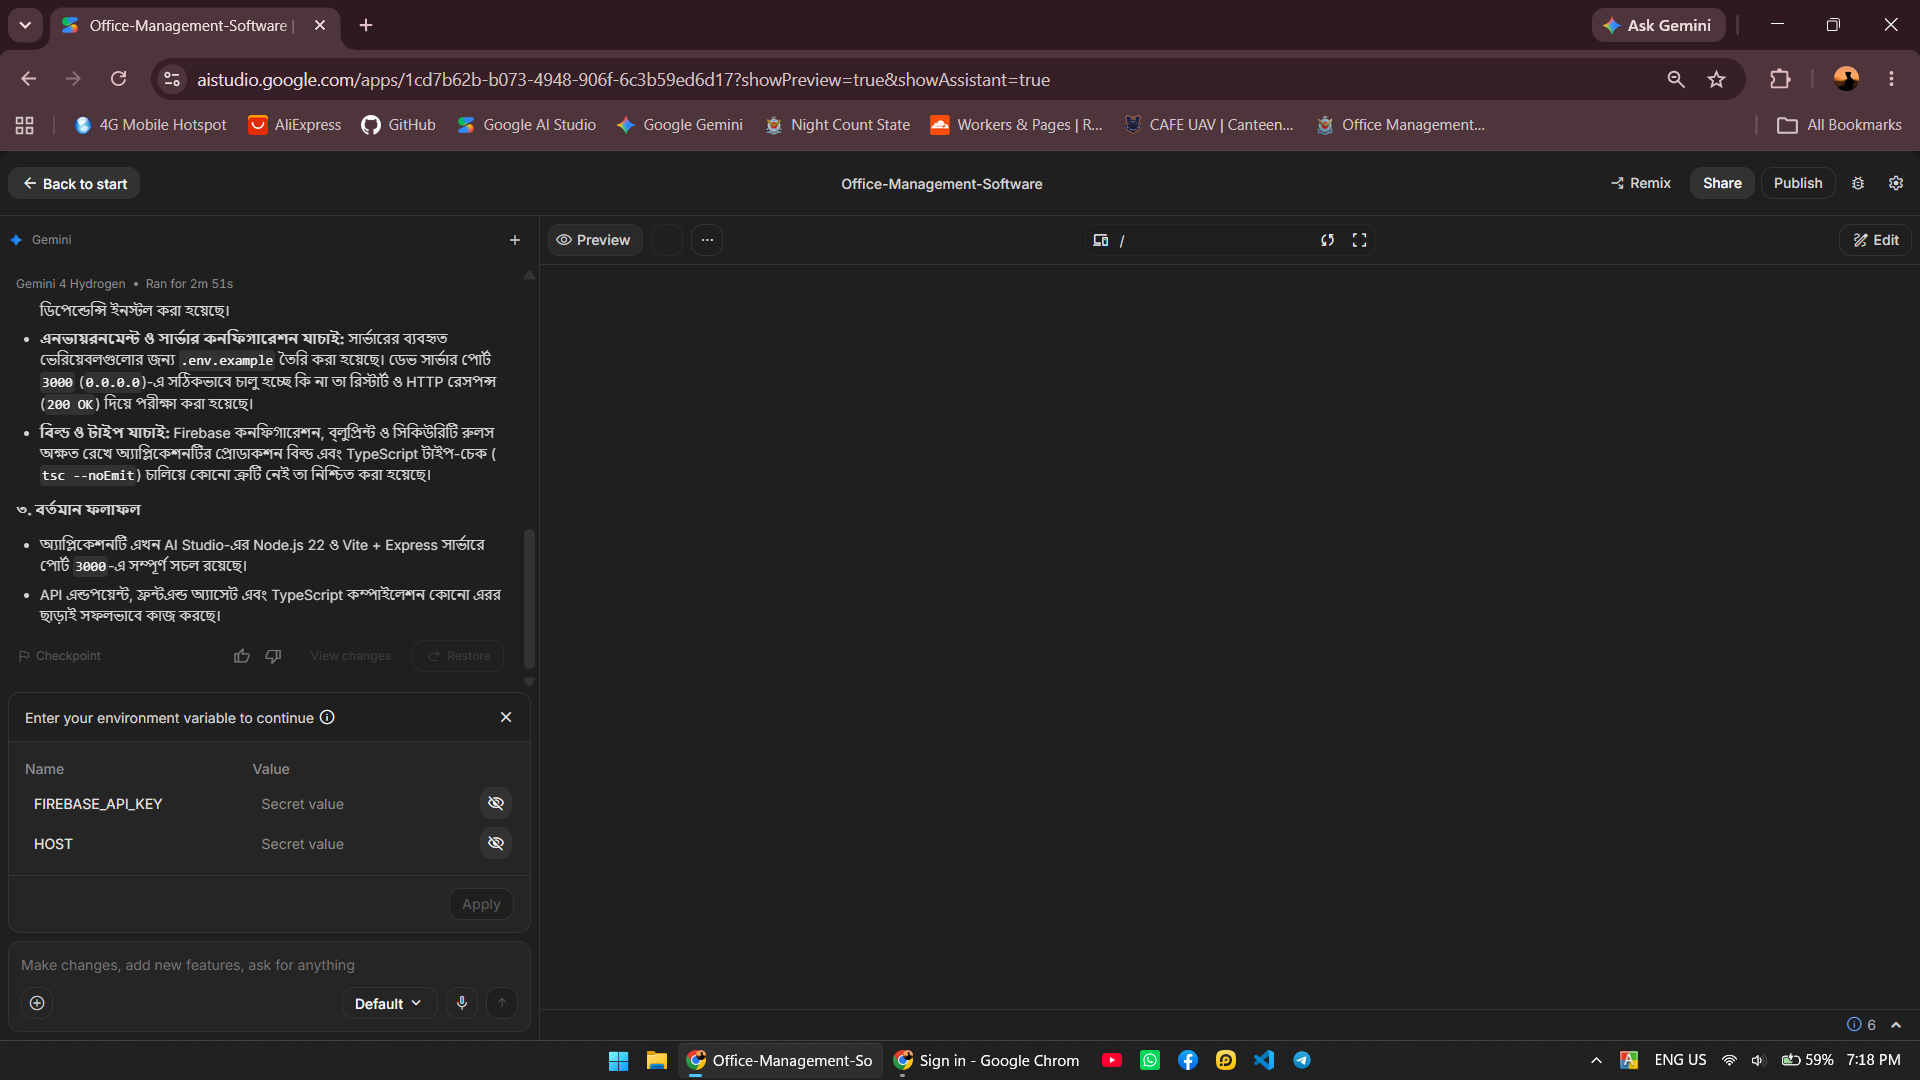 Office-Management-Software |
Ask Gemini
aistudio.google.com/apps/1cd7b62b-b073-4948-906f-6c3b59ed6d17?showPreview=true&showAssistant=true
4G Mobile Hotspot AliExpress GitHub Google AI Studio Google Gemini Night Count State Workers & Pages | R... CAFE UAV | Canteen... Office Management... All Bookmarks
Back to start Office-Management-Software Remix Share Publish
Gemini Preview / Edit
Gemini 4 Hydrogen • Ran for 2m 51s
ডিপেন্ডেন্সি ইনস্টল করা হয়েছে।
• এনভায়রনমেন্ট ও সার্ভার কনফিগারেশন যাচাই: সার্ভারের ব্যবহৃত
ভেরিয়েবলগুলোর জন্য .env.example তৈরি করা হয়েছে। ডেভ সার্ভার পোর্ট
3000 (0.0.0.0)-এ সঠিকভাবে চালু হচ্ছে কি না তা রিস্টার্ট ও HTTP রেসপন্স
(200 OK) দিয়ে পরীক্ষা করা হয়েছে।
• বিল্ড ও টাইপ যাচাই: Firebase কনফিগারেশন, ব্লুপ্রিন্ট ও সিকিউরিটি রুলস
অক্ষত রেখে অ্যাপ্লিকেশনটির প্রোডাকশন বিল্ড এবং TypeScript টাইপ-চেক (
tsc --noEmit) চালিয়ে কোনো ত্রুটি নেই তা নিশ্চিত করা হয়েছে।
৩. বর্তমান ফলাফল
• অ্যাপ্লিকেশনটি এখন AI Studio-এর Node.js 22 ও Vite + Express সার্ভারে
পোর্ট 3000-এ সম্পূর্ণ সচল রয়েছে।
• API এন্ডপয়েন্ট, ফ্রন্টএন্ড অ্যাসেট এবং TypeScript কম্পাইলেশন কোনো এরর
ছাড়াই সফলভাবে কাজ করছে।
Checkpoint View changes Restore
Enter your environment variable to continue
Name Value
FIREBASE_API_KEY Secret value
HOST Secret value
Apply
Make changes, add new features, ask for anything
Default
6
Office-Management-So Sign in - Google Chrom ENG US 59% 7:18 PM